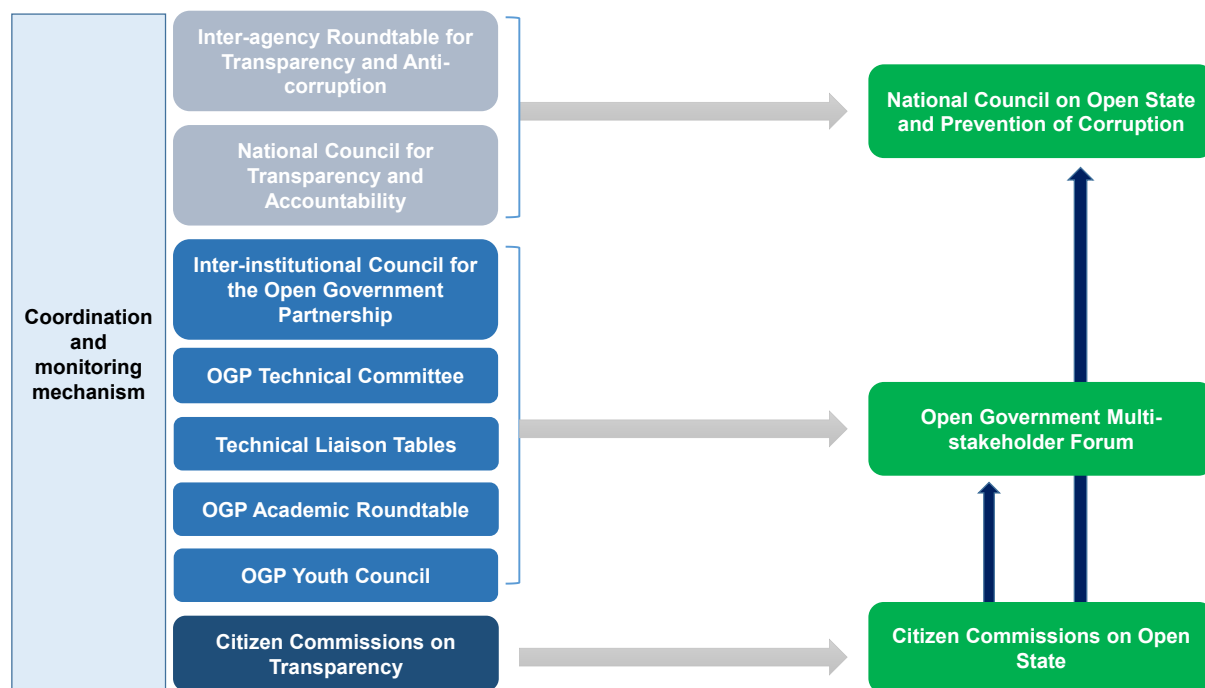 Coordination
and
monitoring
mechanism
Inter-agency Roundtable for
Transparency and Anti-
corruption
National Council for
Transparency and
Accountability
Inter-institutional Council for
the Open Government
Partnership
OGP Technical Committee
Technical Liaison Tables
OGP Academic Roundtable
OGP Youth Council
Citizen Commissions on
Transparency
National Council on Open State
and Prevention of Corruption
Open Government Multi-
stakeholder Forum
Citizen Commissions on Open
State